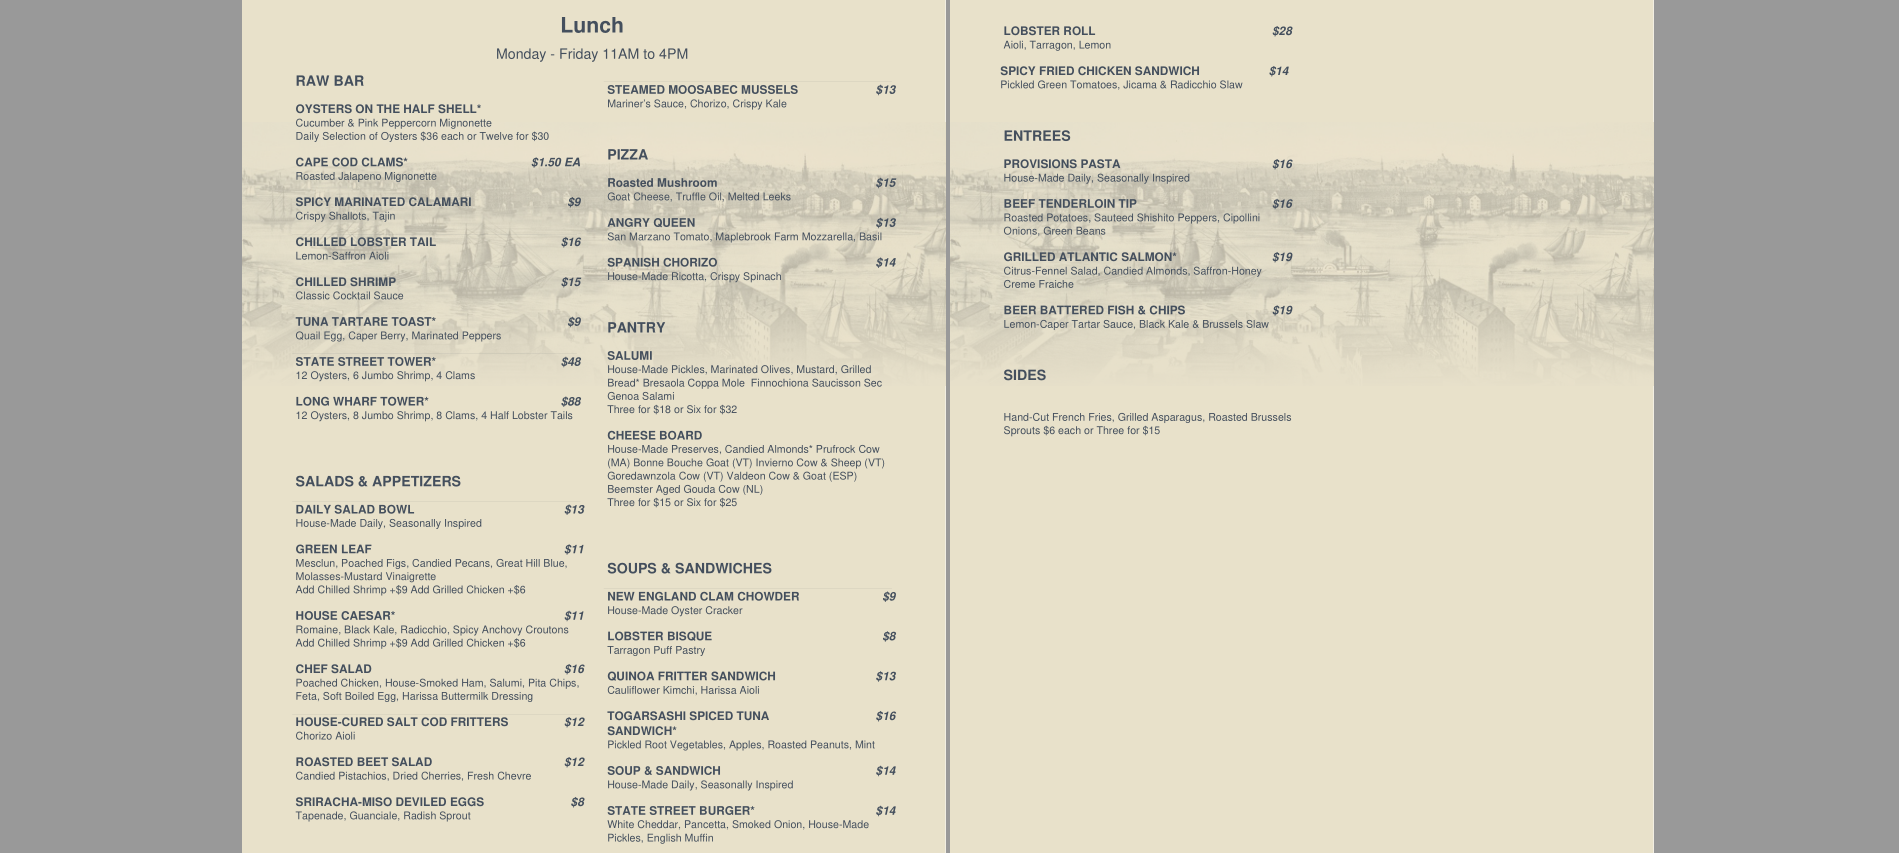 Lunch
Monday - Friday 11AM to 4PM
RAW BAR
OYSTERS ON THE HALF SHELL*
Cucumber & Pink Peppercorn Mignonette
Daily Selection of Oysters $36 each or Twelve for $30
CAPE COD CLAMS* $1.50 EA
Roasted Jalapeno Mignonette
SPICY MARINATED CALAMARI $9
Crispy Shallots, Tajin
CHILLED LOBSTER TAIL $16
Lemon-Saffron Aioli
CHILLED SHRIMP $15
Classic Cocktail Sauce
TUNA TARTARE TOAST* $9
Quail Egg, Caper Berry, Marinated Peppers
STATE STREET TOWER* $48
12 Oysters, 6 Jumbo Shrimp, 4 Clams
LONG WHARF TOWER* $88
12 Oysters, 8 Jumbo Shrimp, 8 Clams, 4 Half Lobster Tails
SALADS & APPETIZERS
DAILY SALAD BOWL $13
House-Made Daily, Seasonally Inspired
GREEN LEAF $11
Mesclun, Poached Figs, Candied Pecans, Great Hill Blue,
Molasses-Mustard Vinaigrette
Add Chilled Shrimp +$9 Add Grilled Chicken +$6
HOUSE CAESAR* $11
Romaine, Black Kale, Radicchio, Spicy Anchovy Croutons
Add Chilled Shrimp +$9 Add Grilled Chicken +$6
CHEF SALAD $16
Poached Chicken, House-Smoked Ham, Salumi, Pita Chips,
Feta, Soft Boiled Egg, Harissa Buttermilk Dressing
HOUSE-CURED SALT COD FRITTERS $12
Chorizo Aioli
ROASTED BEET SALAD $12
Candied Pistachios, Dried Cherries, Fresh Chevre
SRIRACHA-MISO DEVILED EGGS $8
Tapenade, Guanciale, Radish Sprout
STEAMED MOOSABEC MUSSELS $13
Mariner's Sauce, Chorizo, Crispy Kale
PIZZA
Roasted Mushroom $15
Goat Cheese, Truffle Oil, Melted Leeks
ANGRY QUEEN $13
San Marzano Tomato, Maplebrook Farm Mozzarella, Basil
SPANISH CHORIZO $14
House-Made Ricotta, Crispy Spinach
PANTRY
SALUMI
House-Made Pickles, Marinated Olives, Mustard, Grilled
Bread* Bresaola Coppa Mole Finnochiona Saucisson Sec
Genoa Salami
Three for $18 or Six for $32
CHEESE BOARD
House-Made Preserves, Candied Almonds* Prufrock Cow
(MA) Bonne Bouche Goat (VT) Invierno Cow & Sheep (VT)
Goredawnzola Cow (VT) Valdeon Cow & Goat (ESP)
Beemster Aged Gouda Cow (NL)
Three for $15 or Six for $25
SOUPS & SANDWICHES
NEW ENGLAND CLAM CHOWDER $9
House-Made Oyster Cracker
LOBSTER BISQUE $8
Tarragon Puff Pastry
QUINOA FRITTER SANDWICH $13
Cauliflower Kimchi, Harissa Aioli
TOGARSASHI SPICED TUNA $16
SANDWICH*
Pickled Root Vegetables, Apples, Roasted Peanuts, Mint
SOUP & SANDWICH $14
House-Made Daily, Seasonally Inspired
STATE STREET BURGER* $14
White Cheddar, Pancetta, Smoked Onion, House-Made
Pickles, English Muffin
LOBSTER ROLL $28
Aioli, Tarragon, Lemon
SPICY FRIED CHICKEN SANDWICH $14
Pickled Green Tomatoes, Jicama & Radicchio Slaw
ENTREES
PROVISIONS PASTA $16
House-Made Daily, Seasonally Inspired
BEEF TENDERLOIN TIP $16
Roasted Potatoes, Sauteed Shishito Peppers, Cipollini
Onions, Green Beans
GRILLED ATLANTIC SALMON* $19
Citrus-Fennel Salad, Candied Almonds, Saffron-Honey
Creme Fraiche
BEER BATTERED FISH & CHIPS $19
Lemon-Caper Tartar Sauce, Black Kale & Brussels Slaw
SIDES
Hand-Cut French Fries, Grilled Asparagus, Roasted Brussels
Sprouts $6 each or Three for $15